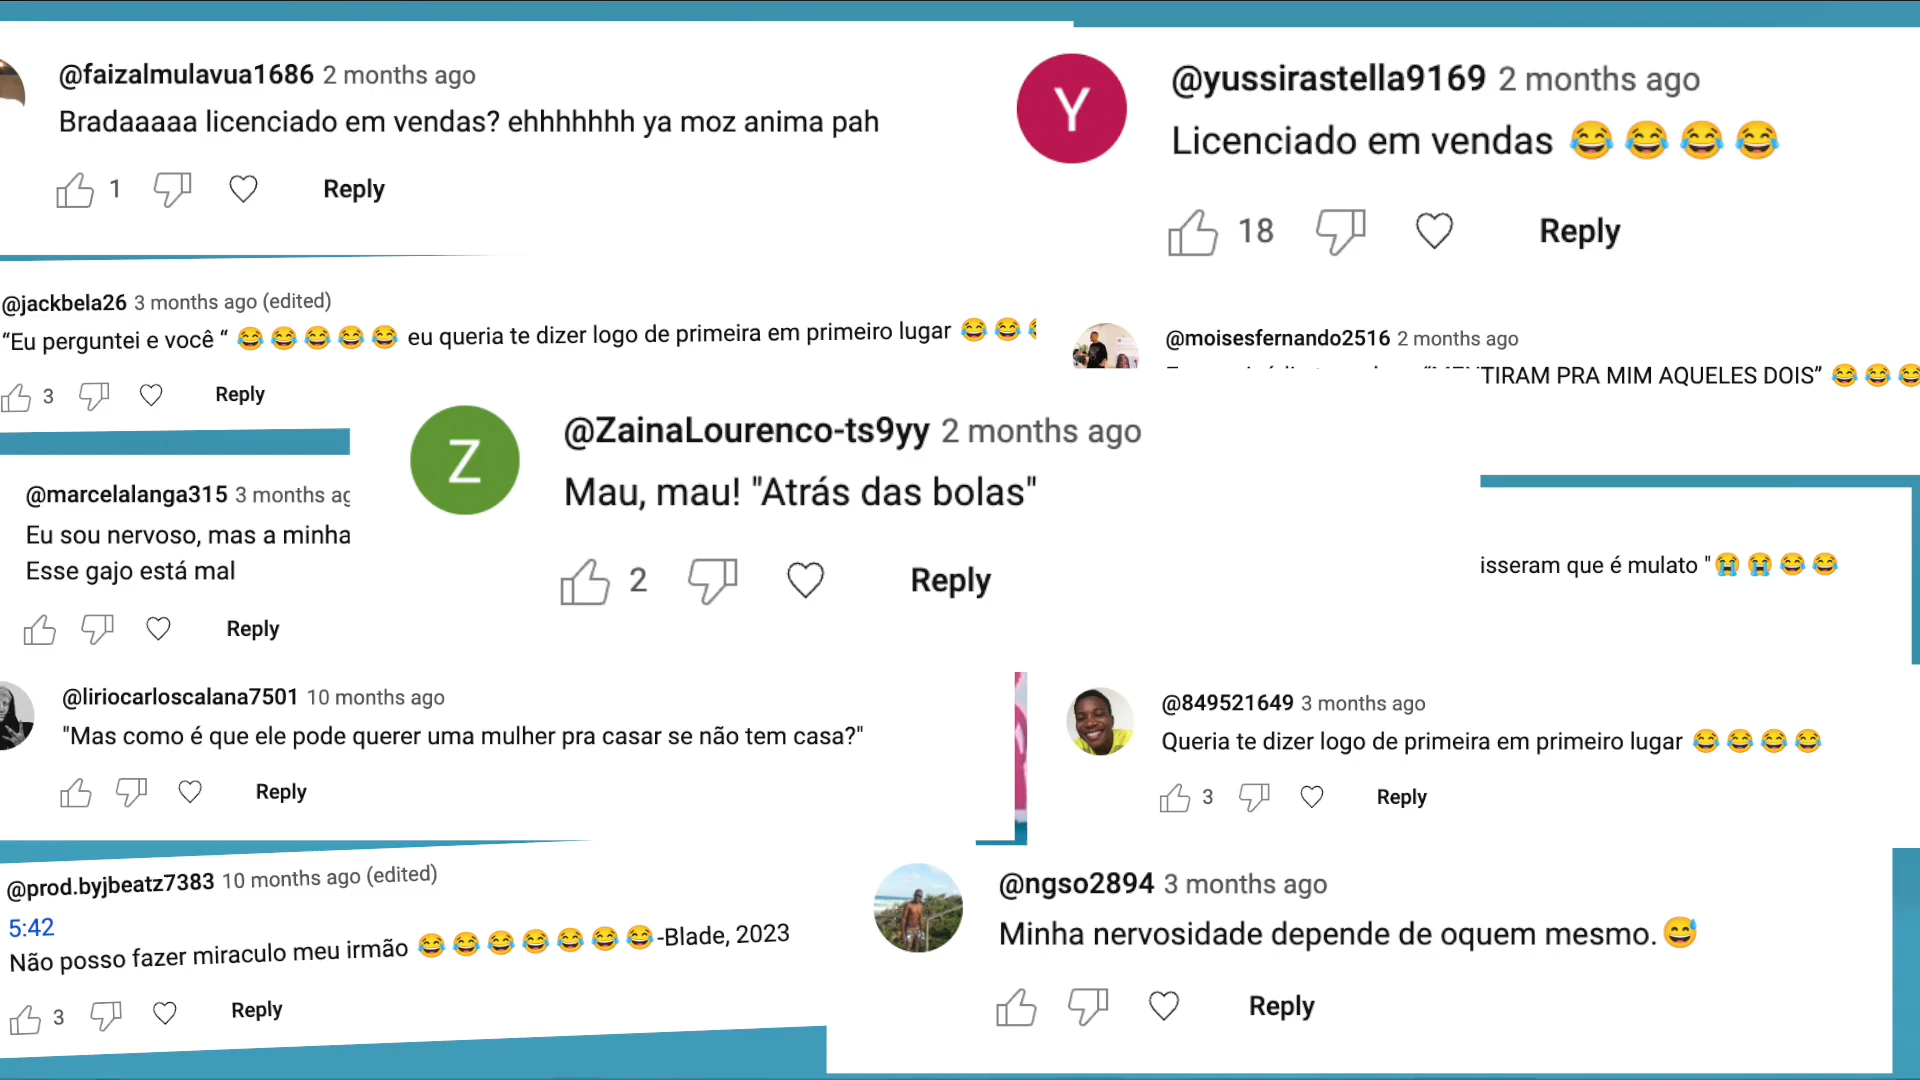 @faizalmulavua1686 2 months ago
Bradaaaaa licenciado em vendas? ehhhhhhh ya moz anima pah
1 Reply
Y
@yussirastella9169 2 months ago
Licenciado em vendas 😂😂😂😂
18 Reply
@jackbela26 3 months ago (edited)
“Eu perguntei e você “ 😂😂😂😂😂 eu queria te dizer logo de primeira em primeiro lugar 😂😂
3 Reply
@moisesfernando2516 2 months ago
“MENTIRAM PRA MIM AQUELES DOIS” 😂😂😂
Z
@ZainaLourenco-ts9yy 2 months ago
Mau, mau! "Atrás das bolas"
2 Reply
@marcelalanga315 3 months ag
Eu sou nervoso, mas a minha
Esse gajo está mal
Reply
isseram que é mulato "😭😭😂😂
@liriocarloscalana7501 10 months ago
"Mas como é que ele pode querer uma mulher pra casar se não tem casa?"
Reply
@849521649 3 months ago
Queria te dizer logo de primeira em primeiro lugar 😂😂😂😂
3 Reply
@prod.byjbeatz7383 10 months ago (edited)
5:42
Não posso fazer miraculo meu irmão 😂😂😂😂😂😂😂-Blade, 2023
3 Reply
@ngso2894 3 months ago
Minha nervosidade depende de oquem mesmo.😅
Reply